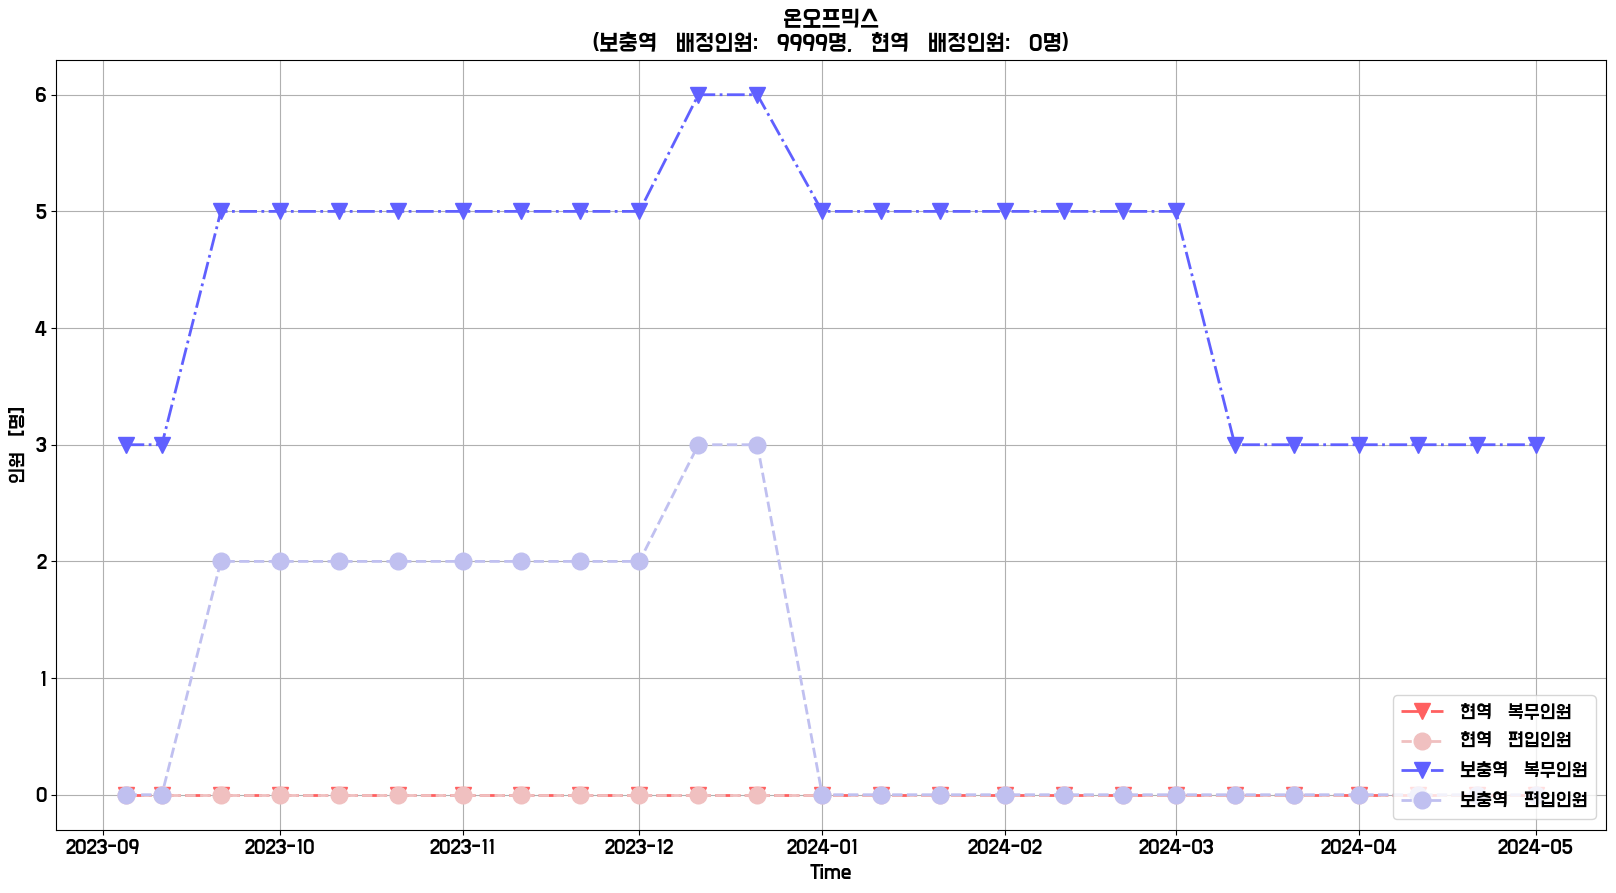 온오프믹스
(보충역 배정인원: 9999명, 현역 배정인원: 0명)
인원 [명]
6
5
4
3
2
1
0
2023-09 2023-10 2023-11 2023-12 2024-01 2024-02 2024-03 2024-04 2024-05
Time
현역 복무인원
현역 편입인원
보충역 복무인원
보충역 편입인원